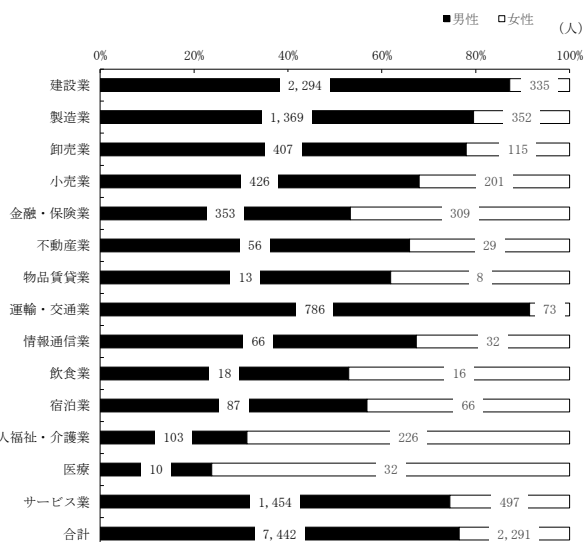 ■男性 □女性
(人)
0% 20% 40% 60% 80% 100%
建設業 2,294 335
製造業 1,369 352
卸売業 407 115
小売業 426 201
金融・保険業 353 309
不動産業 56 29
物品賃貸業 13 8
運輸・交通業 786 73
情報通信業 66 32
飲食業 18 16
宿泊業 87 66
人福祉・介護業 103 226
医療 10 32
サービス業 1,454 497
合計 7,442 2,291